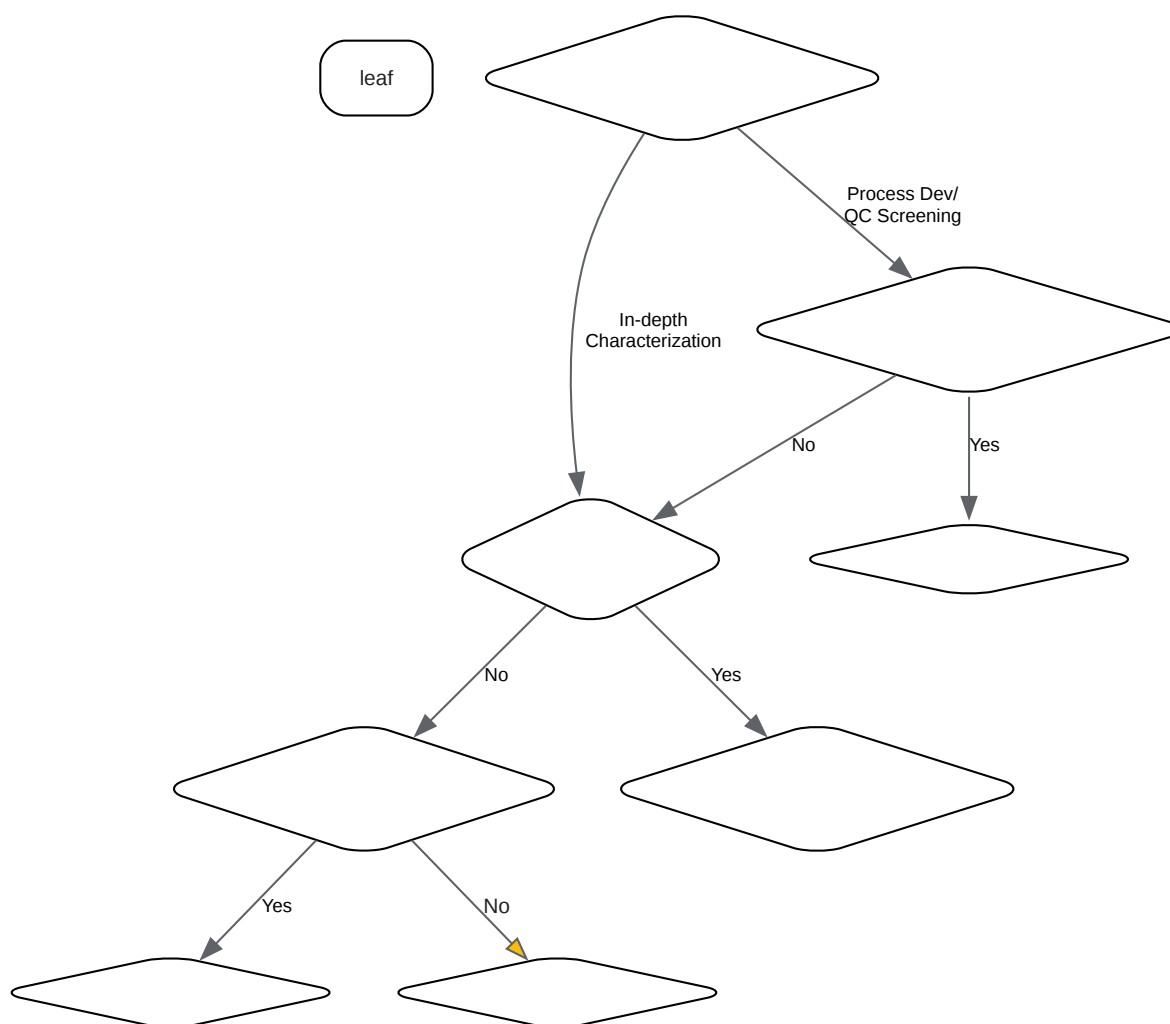 leaf
Process Dev/
QC Screening
In-depth
Characterization
No
Yes
No
Yes
Yes
No